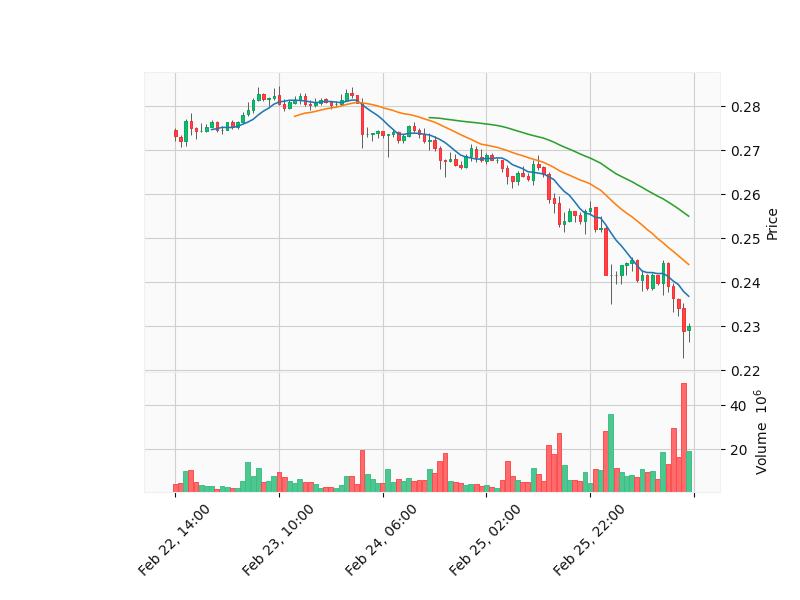 0.28
0.27
0.26
0.25
0.24
0.23
0.22
Price
40
20
Volume 10⁶
Feb 22, 14:00
Feb 23, 10:00
Feb 24, 06:00
Feb 25, 02:00
Feb 25, 22:00